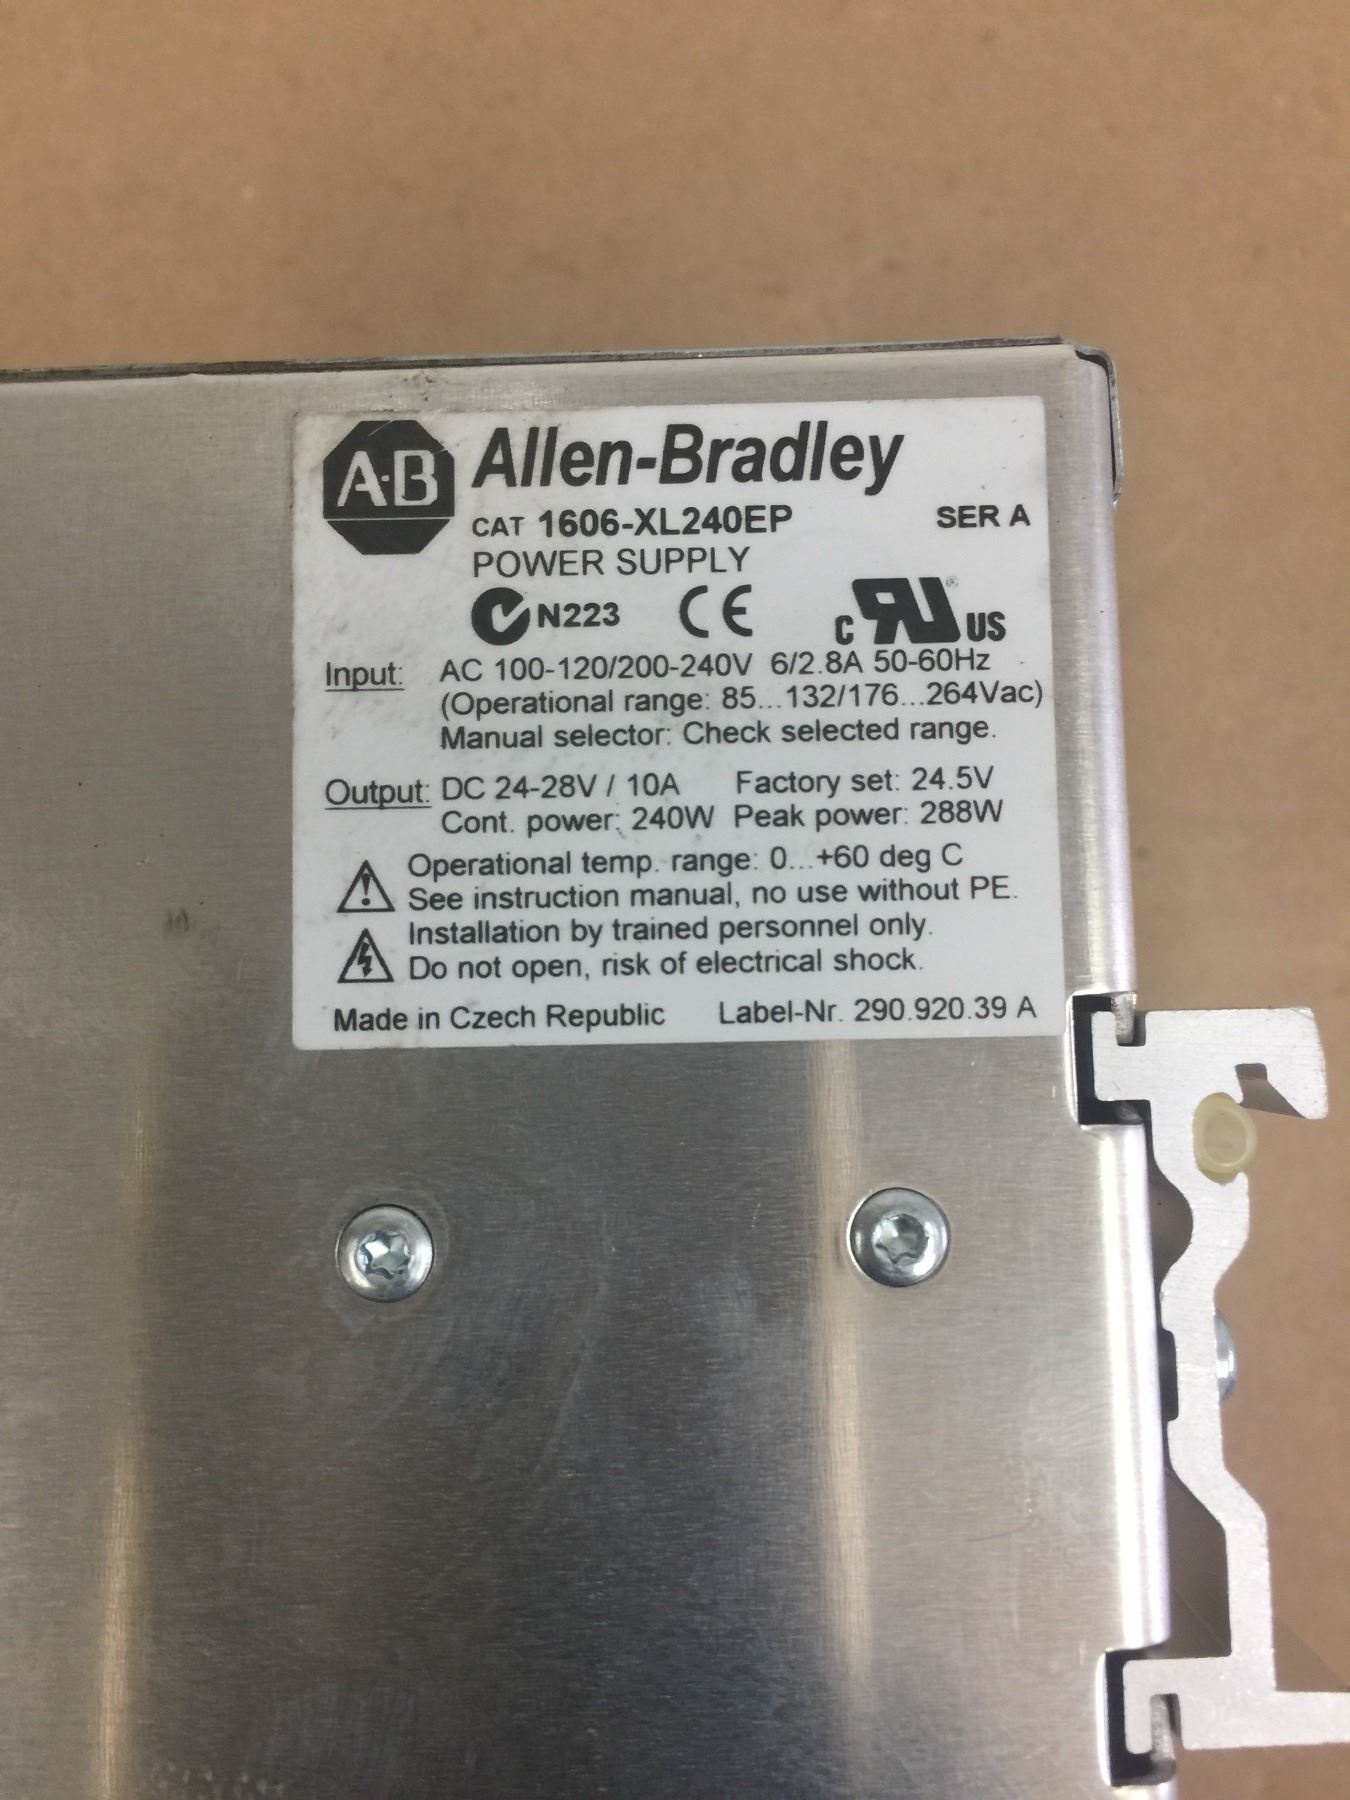 A·B Allen-Bradley
CAT 1606-XL240EP SER A
POWER SUPPLY
N223 CE c RU ® US
Input: AC 100-120/200-240V 6/2.8A 50-60Hz
(Operational range: 85...132/176...264Vac)
Manual selector: Check selected range.
Output: DC 24-28V / 10A Factory set: 24.5V
Cont. power: 240W Peak power: 288W
Operational temp. range: 0...+60 deg C
See instruction manual, no use without PE.
Installation by trained personnel only.
Do not open, risk of electrical shock.
Made in Czech Republic Label-Nr. 290.920.39 A